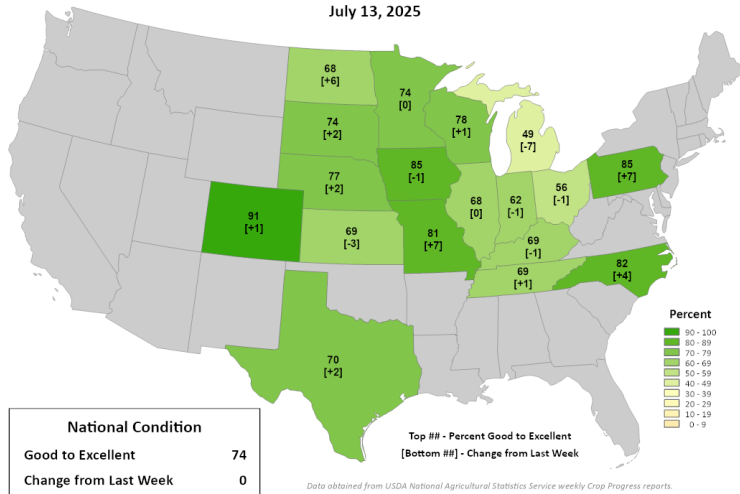 July 13, 2025
68
[+6]
74
[0]
78
[+1]
49
[-7]
74
[+2]
85
[-1]
85
[+7]
77
[+2]
56
[-1]
91
[+1]
69
[-3]
81
[+7]
68
[0]
62
[-1]
69
[-1]
69
[+1]
82
[+4]
70
[+2]
Percent
90 - 100
80 - 89
70 - 79
60 - 69
50 - 59
40 - 49
30 - 39
20 - 29
10 - 19
0 - 9
National Condition
Good to Excellent 74
Change from Last Week 0
Top ## - Percent Good to Excellent
[Bottom ##] - Change from Last Week
Data obtained from USDA National Agricultural Statistics Service weekly Crop Progress reports.